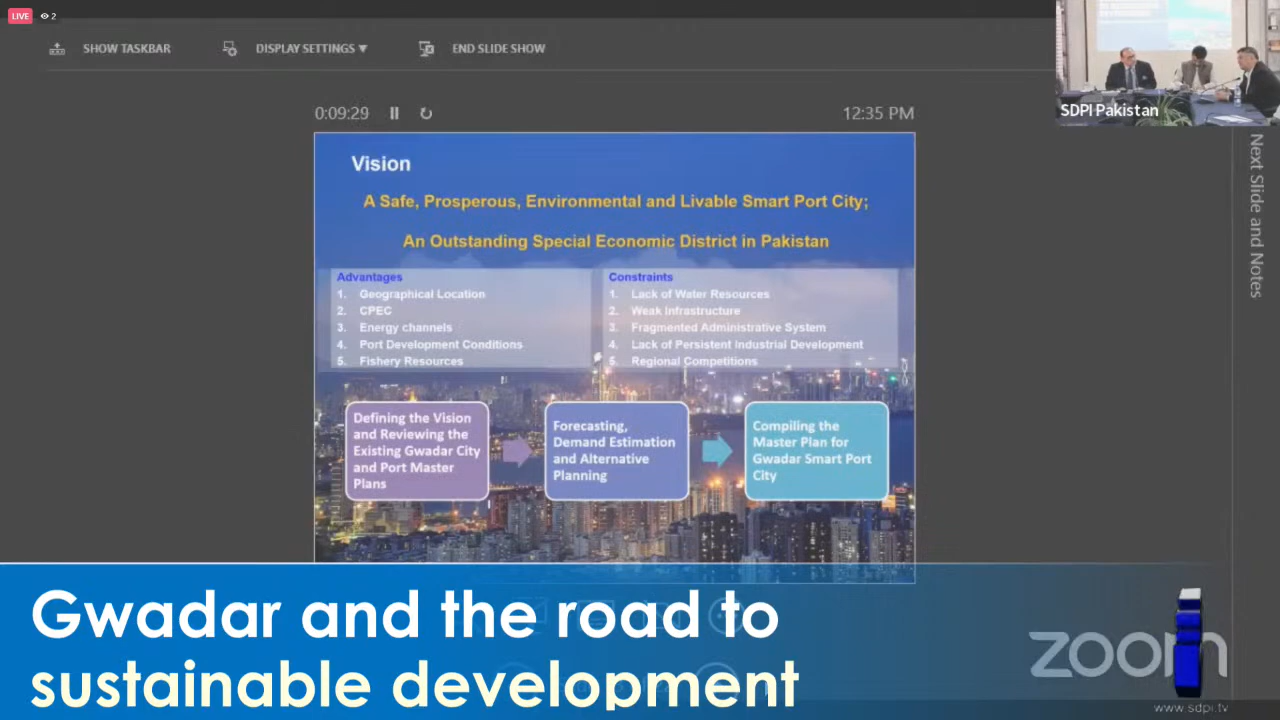 LIVE 2
SHOW TASKBAR
DISPLAY SETTINGS
END SLIDE SHOW
SDPI Pakistan
0:09:29
12:35 PM
Next Slide and Notes
Vision
A Safe, Prosperous, Environmental and Livable Smart Port City;
An Outstanding Special Economic District in Pakistan
Advantages
1. Geographical Location
2. CPEC
3. Energy channels
4. Port Development Conditions
5. Fishery Resources
Constraints
1. Lack of Water Resources
2. Weak Infrastructure
3. Fragmented Administrative System
4. Lack of Persistent Industrial Development
5. Regional Competitions
Defining the Vision
and Reviewing the
Existing Gwadar City
and Port Master
Plans
Forecasting,
Demand Estimation
and Alternative
Planning
Compiling the
Master Plan for
Gwadar Smart Port
City
Gwadar and the road to
sustainable development
zoom
www.sdpi.tv